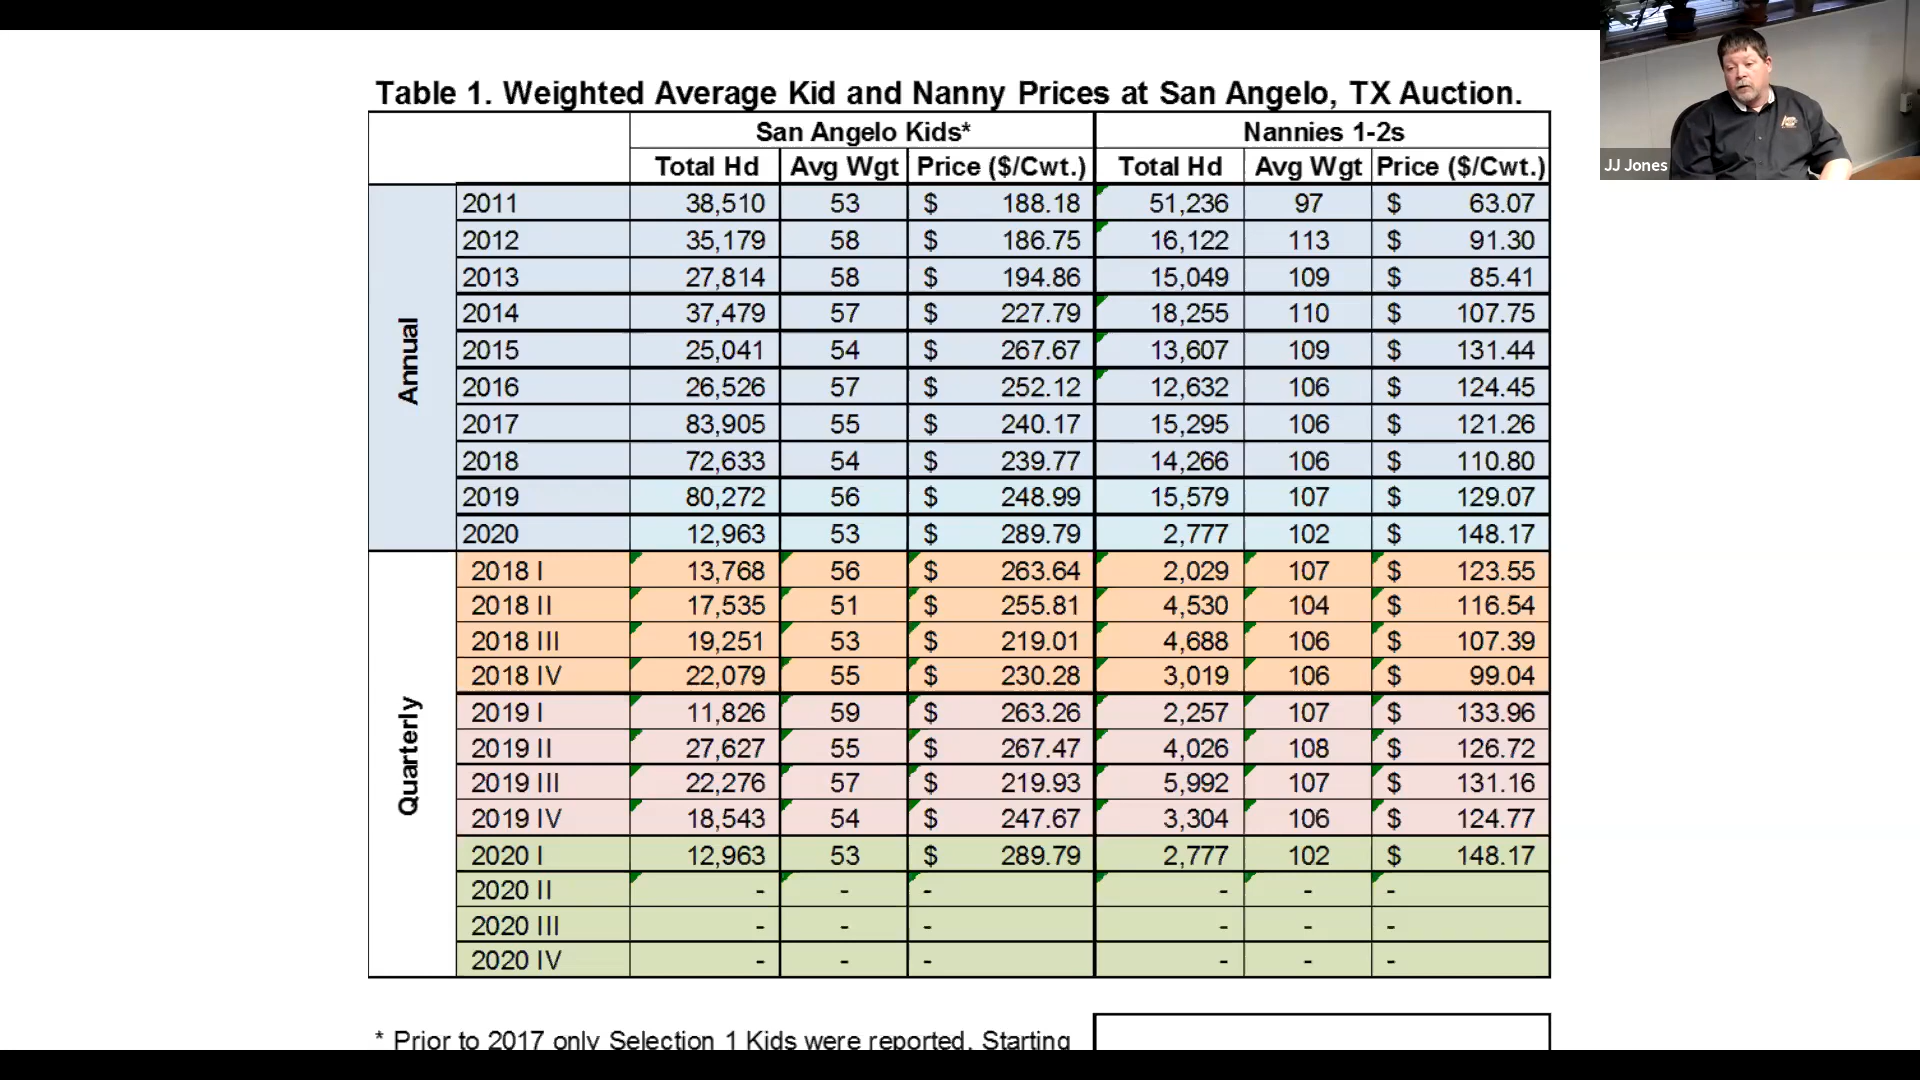 Table 1. Weighted Average Kid and Nanny Prices at San Angelo, TX Auction.
San Angelo Kids* Nannies 1-2s
Total Hd Avg Wgt Price ($/Cwt.) Total Hd Avg Wgt Price ($/Cwt.)
JJ Jones
Annual
2011 38,510 53 $ 188.18 51,236 97 $ 63.07
2012 35,179 58 $ 186.75 16,122 113 $ 91.30
2013 27,814 58 $ 194.86 15,049 109 $ 85.41
2014 37,479 57 $ 227.79 18,255 110 $ 107.75
2015 25,041 54 $ 267.67 13,607 109 $ 131.44
2016 26,526 57 $ 252.12 12,632 106 $ 124.45
2017 83,905 55 $ 240.17 15,295 106 $ 121.26
2018 72,633 54 $ 239.77 14,266 106 $ 110.80
2019 80,272 56 $ 248.99 15,579 107 $ 129.07
2020 12,963 53 $ 289.79 2,777 102 $ 148.17
Quarterly
2018 I 13,768 56 $ 263.64 2,029 107 $ 123.55
2018 II 17,535 51 $ 255.81 4,530 104 $ 116.54
2018 III 19,251 53 $ 219.01 4,688 106 $ 107.39
2018 IV 22,079 55 $ 230.28 3,019 106 $ 99.04
2019 I 11,826 59 $ 263.26 2,257 107 $ 133.96
2019 II 27,627 55 $ 267.47 4,026 108 $ 126.72
2019 III 22,276 57 $ 219.93 5,992 107 $ 131.16
2019 IV 18,543 54 $ 247.67 3,304 106 $ 124.77
2020 I 12,963 53 $ 289.79 2,777 102 $ 148.17
2020 II - - - - - -
2020 III - - - - - -
2020 IV - - - - - -
* Prior to 2017 only Selection 1 Kids were reported. Starting